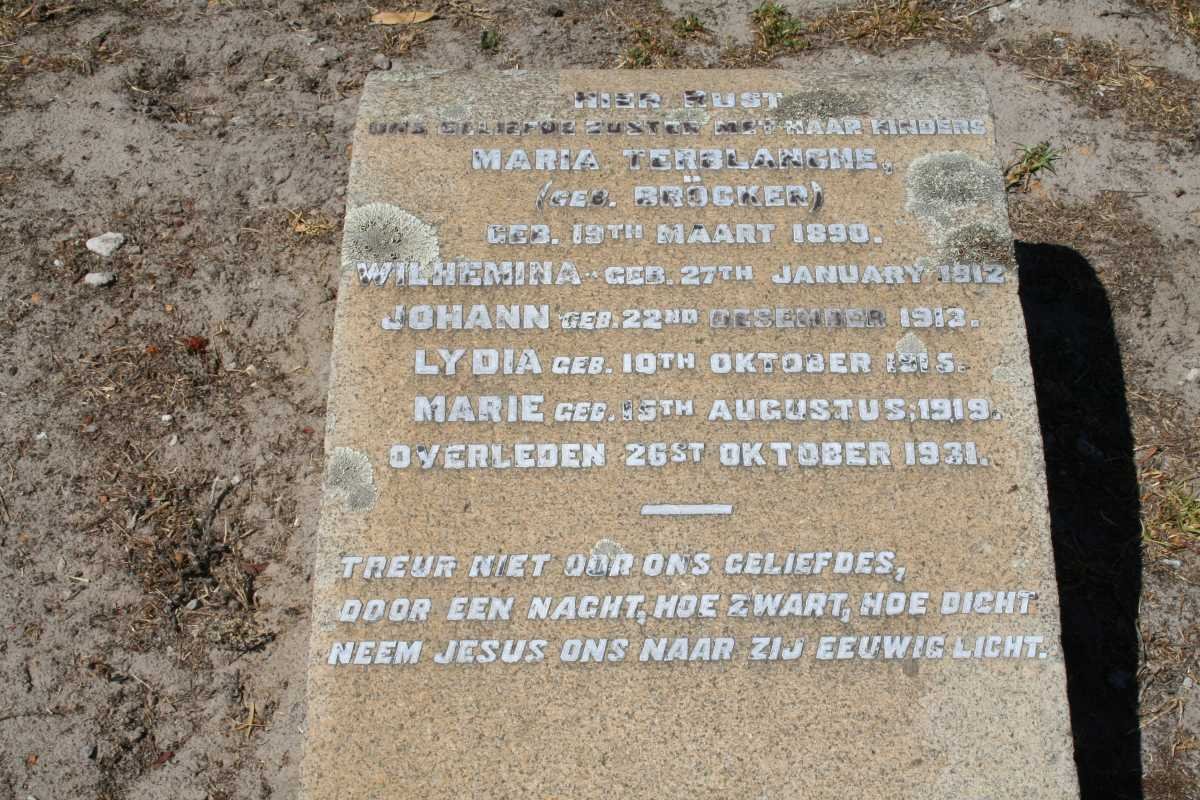 HIER RUST
ONS GELIEFDE ZUSTER MET HAAR KINDERS
MARIA TERBLANCHE,
(GEB. BRÖCKER)
GEB. 19TH MAART 1890.
WILHEMINA GEB. 27TH JANUARY 1912
JOHANN GEB. 22ND DESEMBER 1913.
LYDIA GEB. 10TH OKTOBER 1915.
MARIE GEB. 15TH AUGUSTUS, 1919.
OVERLEDEN 26ST OKTOBER 1931.
TREUR NIET OOR ONS GELIEFDES,
DOOR EEN NACHT, HOE ZWART, HOE DICHT
NEEM JESUS ONS NAAR ZIJ EEUWIG LICHT.